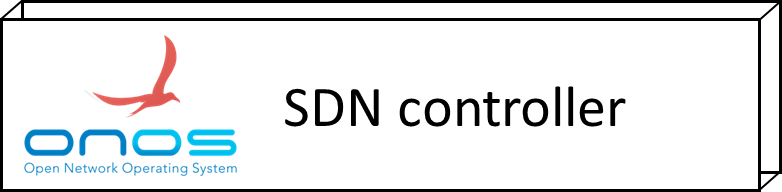 onos
Open Network Operating System
SDN controller